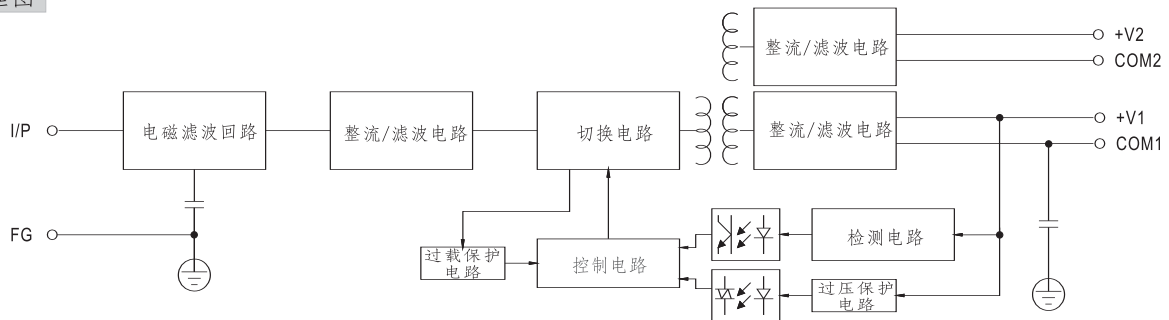 整流/滤波电路
+V2
COM2
I/P
电磁滤波回路
整流/滤波电路
切换电路
整流/滤波电路
+V1
COM1
FG
过载保护
电路
控制电路
检测电路
过压保护
电路